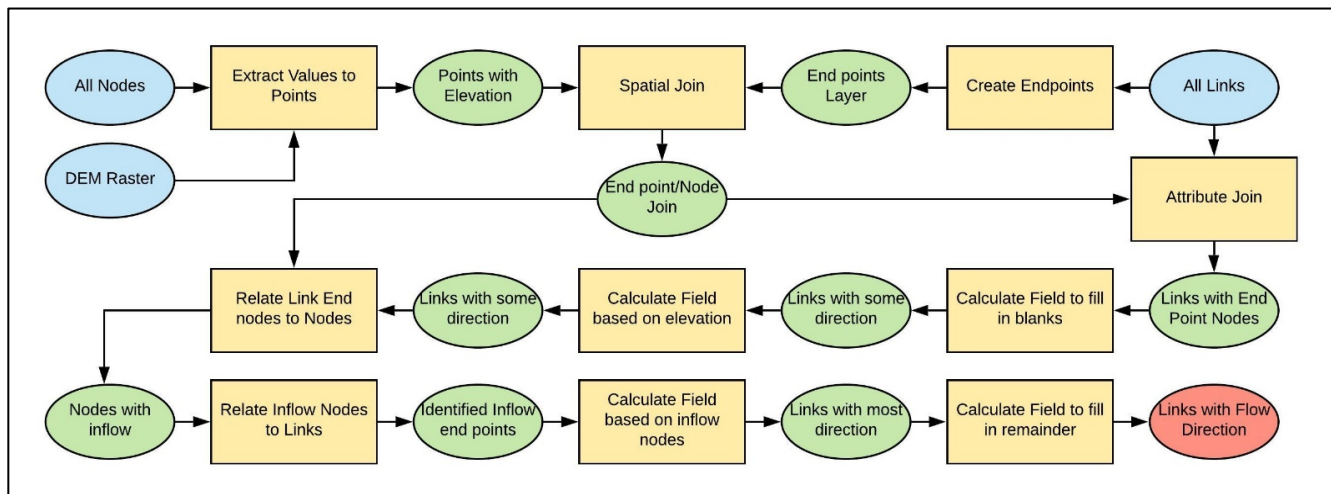 All Nodes
Extract Values to
Points
Points with
Elevation
Spatial Join
End points
Layer
Create Endpoints
All Links
DEM Raster
End point/Node
Join
Attribute Join
Relate Link End
nodes to Nodes
Links with some
direction
Calculate Field
based on elevation
Links with some
direction
Calculate Field to fill
in blanks
Links with End
Point Nodes
Nodes with
inflow
Relate Inflow Nodes
to Links
Identified Inflow
end points
Calculate Field
based on inflow
nodes
Links with most
direction
Calculate Field to fill
in remainder
Links with Flow
Direction